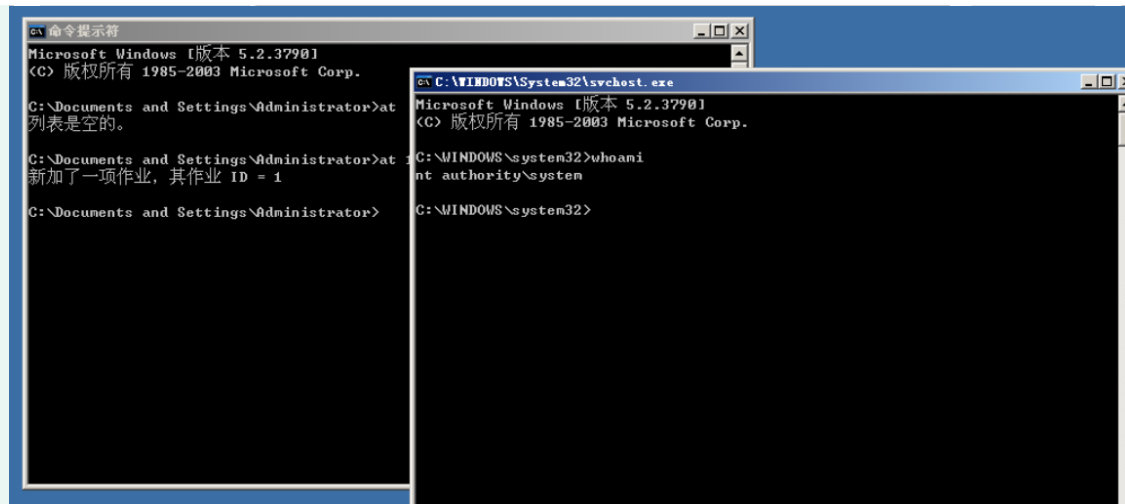 命令提示符
Microsoft Windows [版本 5.2.3790]
(C) 版权所有 1985-2003 Microsoft Corp.
C:\Documents and Settings\Administrator>at
列表是空的。
C:\Documents and Settings\Administrator>at
新加了一项作业，其作业 ID = 1
C:\Documents and Settings\Administrator>
C:\WINDOWS\System32\svchost.exe
Microsoft Windows [版本 5.2.3790]
(C) 版权所有 1985-2003 Microsoft Corp.
C:\WINDOWS\system32>whoami
nt authority\system
C:\WINDOWS\system32>